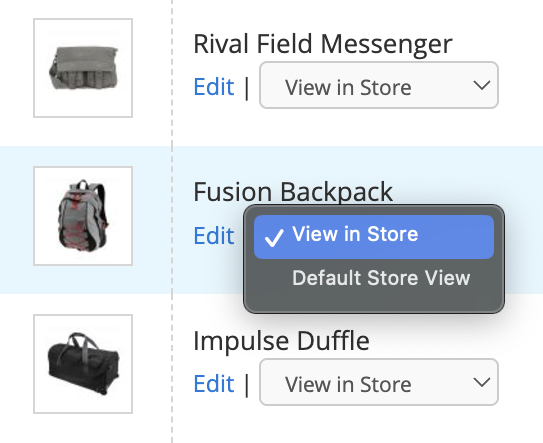 Rival Field Messenger
Edit | View in Store
Fusion Backpack
Edit
✓ View in Store
Default Store View
Impulse Duffle
Edit | View in Store